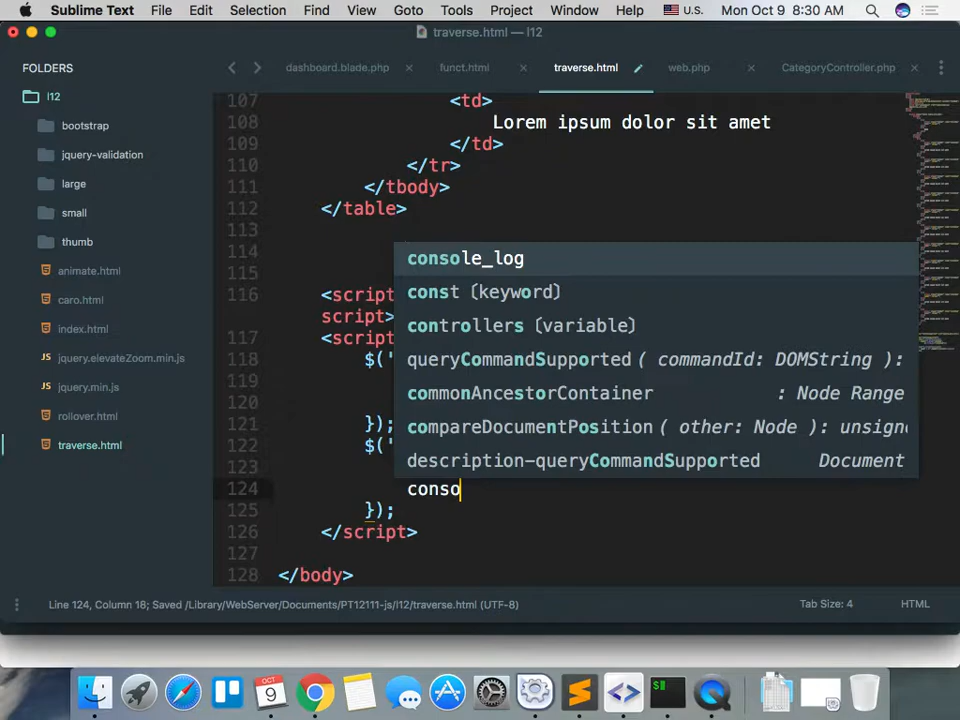 Sublime Text File Edit Selection Find View Goto Tools Project Window Help U.S. Mon Oct 9 8:30 AM
traverse.html — l12
FOLDERS
dashboard.blade.php × funct.html × traverse.html web.php × CategoryController.php ×
l12
bootstrap
jquery-validation
large
small
thumb
animate.html
caro.html
index.html
jquery.elevateZoom.min.js
jquery.min.js
rollover.html
traverse.html
107 <td>
108 Lorem ipsum dolor sit amet
109 </td>
110 </tr>
111 </tbody>
112 </table>
113
114
115
116 <script
script>
117 <script
118 $('
119
120
121 });
122 $('
123
124 conso
125 });
126 </script>
127
128 </body>
console_log
const (keyword)
controllers (variable)
queryCommandSupported ( commandId: DOMString ):
commonAncestorContainer : Node Range
compareDocumentPosition ( other: Node ): unsign
description-queryCommandSupported Document
Line 124, Column 18; Saved /Library/WebServer/Documents/PT12111-js/l12/traverse.html (UTF-8) Tab Size: 4 HTML
OCT
9